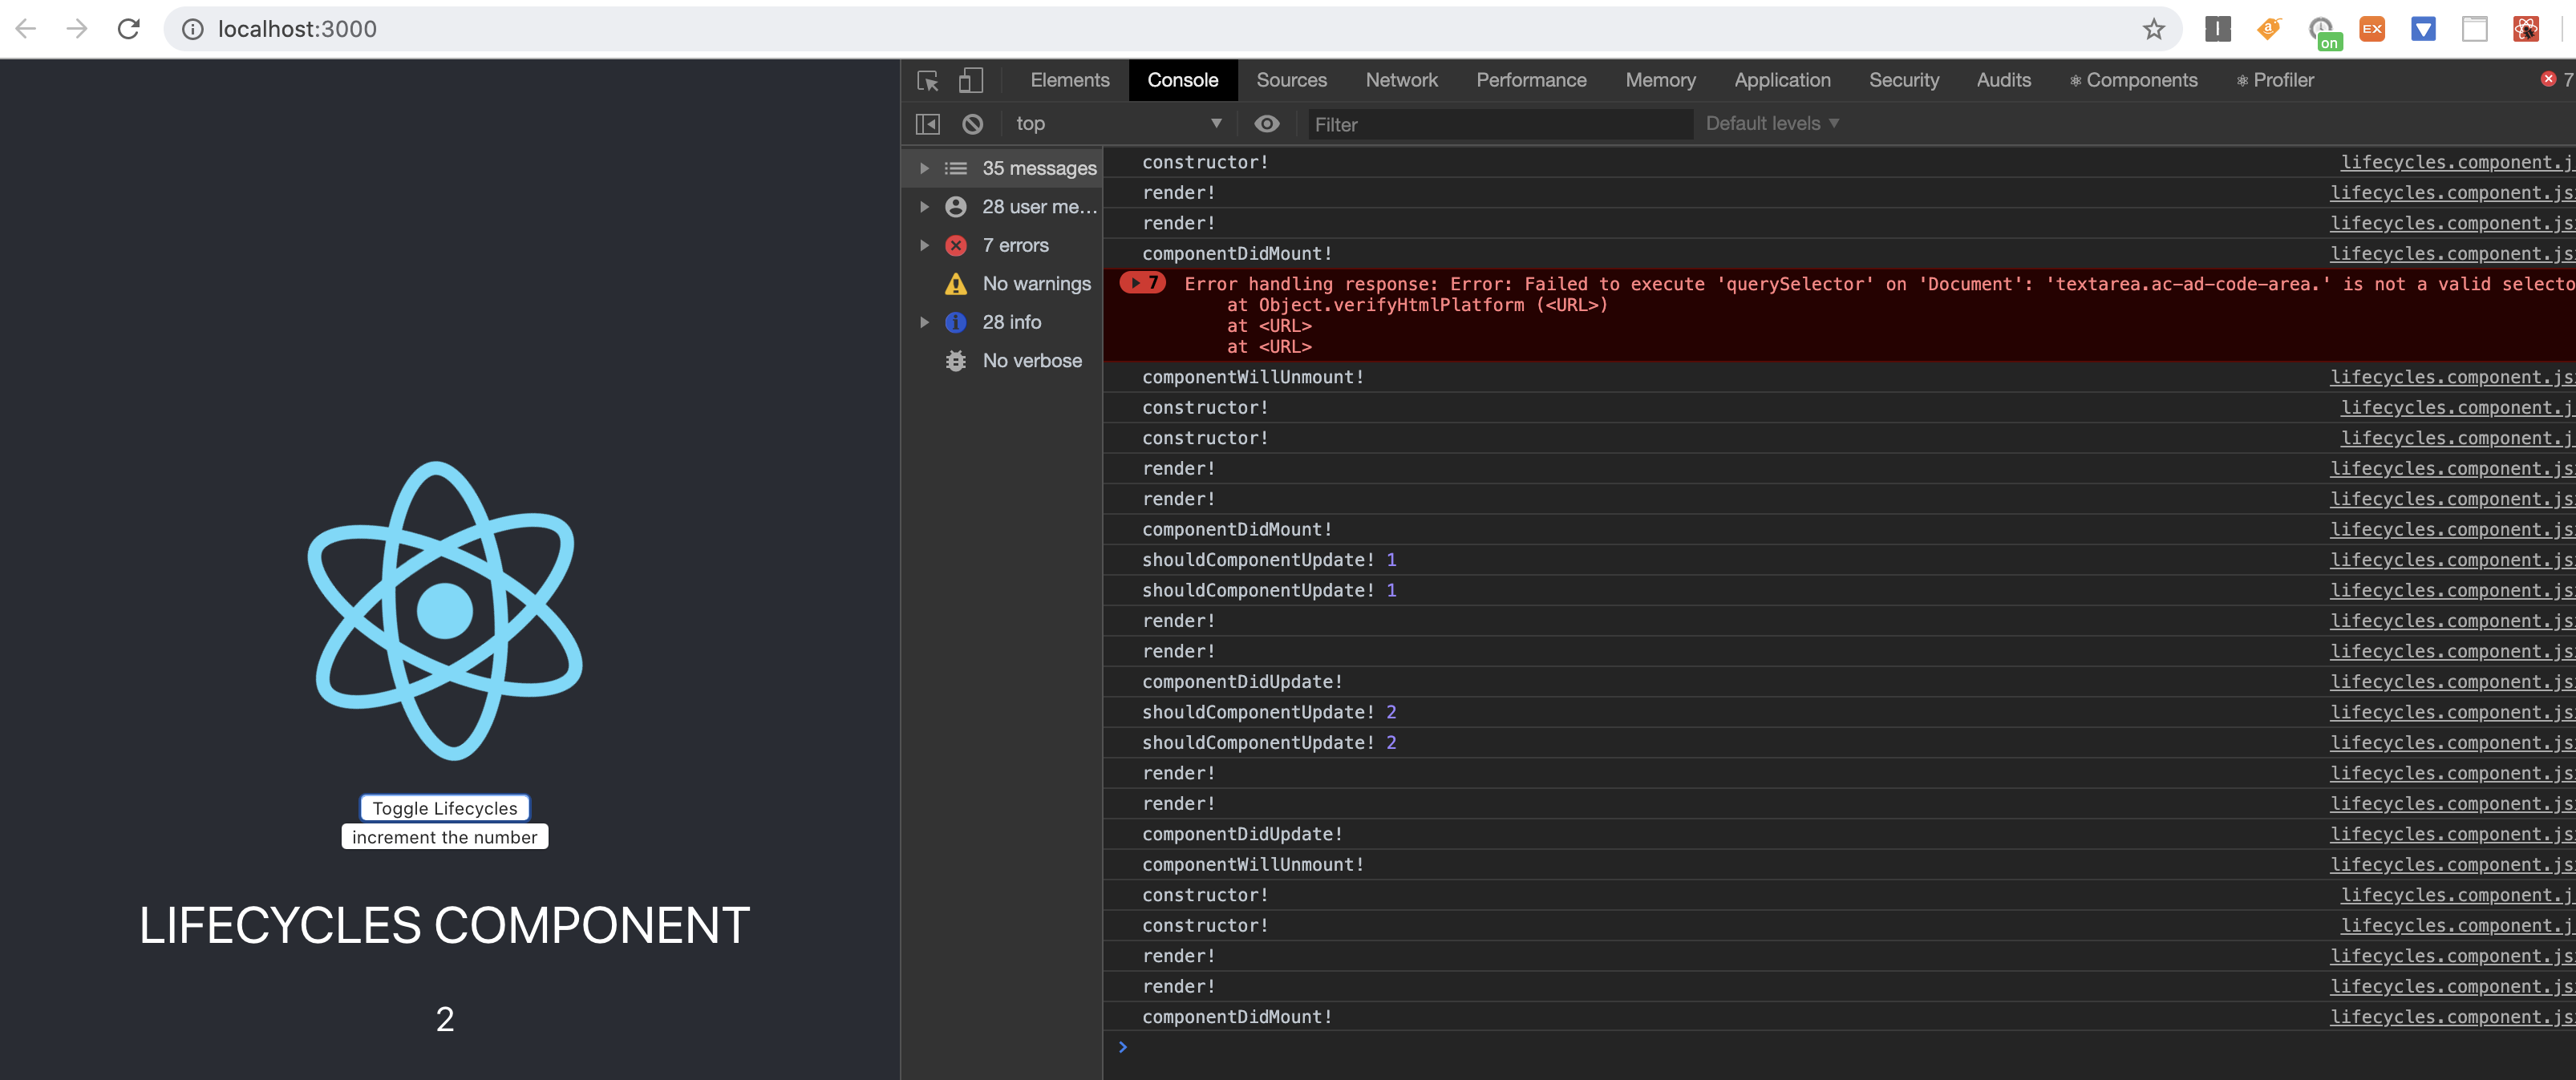 localhost:3000
on
EX
Elements Console Sources Network Performance Memory Application Security Audits Components Profiler 7
top Filter Default levels
35 messages
28 user me…
7 errors
No warnings
28 info
No verbose
constructor! lifecycles.component.j
render! lifecycles.component.js
render! lifecycles.component.js
componentDidMount! lifecycles.component.js
7 Error handling response: Error: Failed to execute 'querySelector' on 'Document': 'textarea.ac-ad-code-area.' is not a valid selecto
at Object.verifyHtmlPlatform (<URL>)
at <URL>
at <URL>
componentWillUnmount! lifecycles.component.js
constructor! lifecycles.component.j
constructor! lifecycles.component.j
render! lifecycles.component.js
render! lifecycles.component.js
componentDidMount! lifecycles.component.js
shouldComponentUpdate! 1 lifecycles.component.js
shouldComponentUpdate! 1 lifecycles.component.js
render! lifecycles.component.js
render! lifecycles.component.js
componentDidUpdate! lifecycles.component.js
shouldComponentUpdate! 2 lifecycles.component.js
shouldComponentUpdate! 2 lifecycles.component.js
render! lifecycles.component.js
render! lifecycles.component.js
componentDidUpdate! lifecycles.component.js
componentWillUnmount! lifecycles.component.js
constructor! lifecycles.component.j
constructor! lifecycles.component.j
render! lifecycles.component.js
render! lifecycles.component.js
componentDidMount! lifecycles.component.js
Toggle Lifecycles
increment the number
LIFECYCLES COMPONENT
2